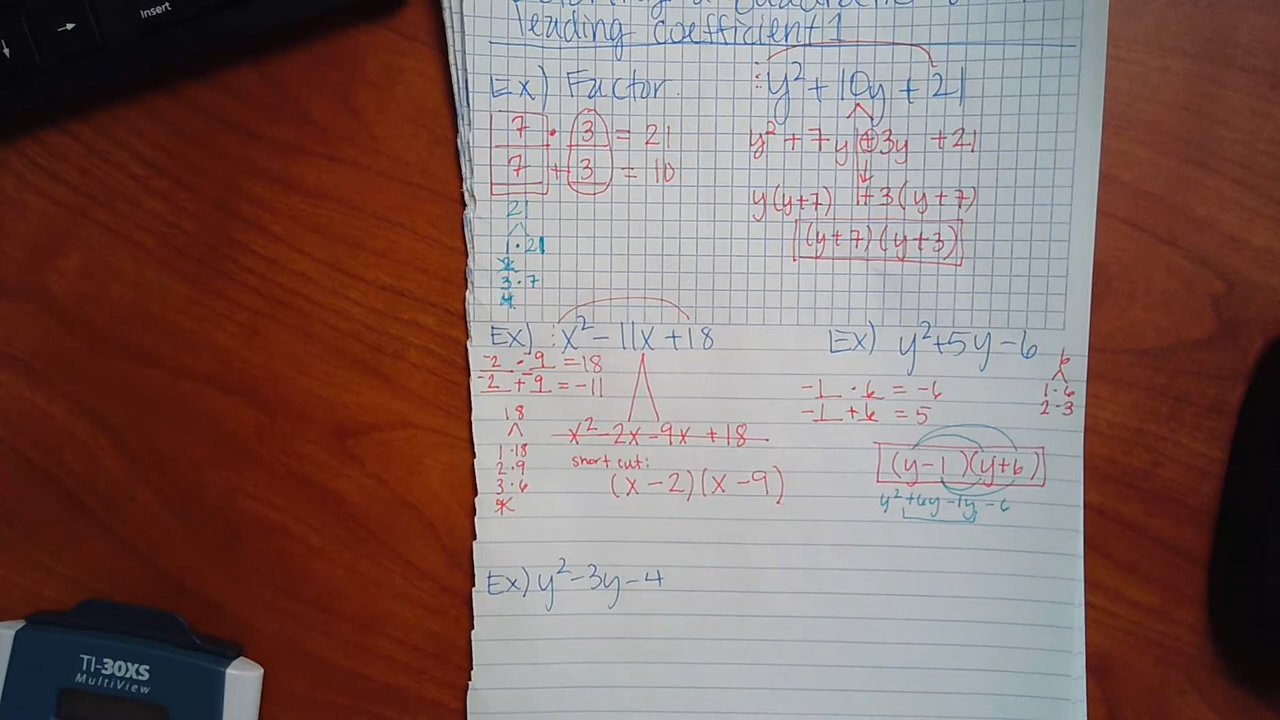 Insert
leading coefficient 1
Ex) Factor. y² + 10y + 21
7 · 3 = 21
7 + 3 = 10
y² + 7y + 3y + 21
y(y+7) + 3(y+7)
(y+7)(y+3)
21
1·21
2
3·7
4
Ex) x² - 11x + 18
-2 · -9 = 18
-2 + -9 = -11
18
1·18
2·9
3·6
x² - 2x - 9x + 18
short cut:
(x - 2)(x - 9)
Ex) y² + 5y - 6
-1 · 6 = -6
-1 + 6 = 5
6
1·6
2·3
(y - 1)(y + 6)
y² + 6y - 1y - 6
Ex) y² - 3y - 4
TI-30XS
MultiView